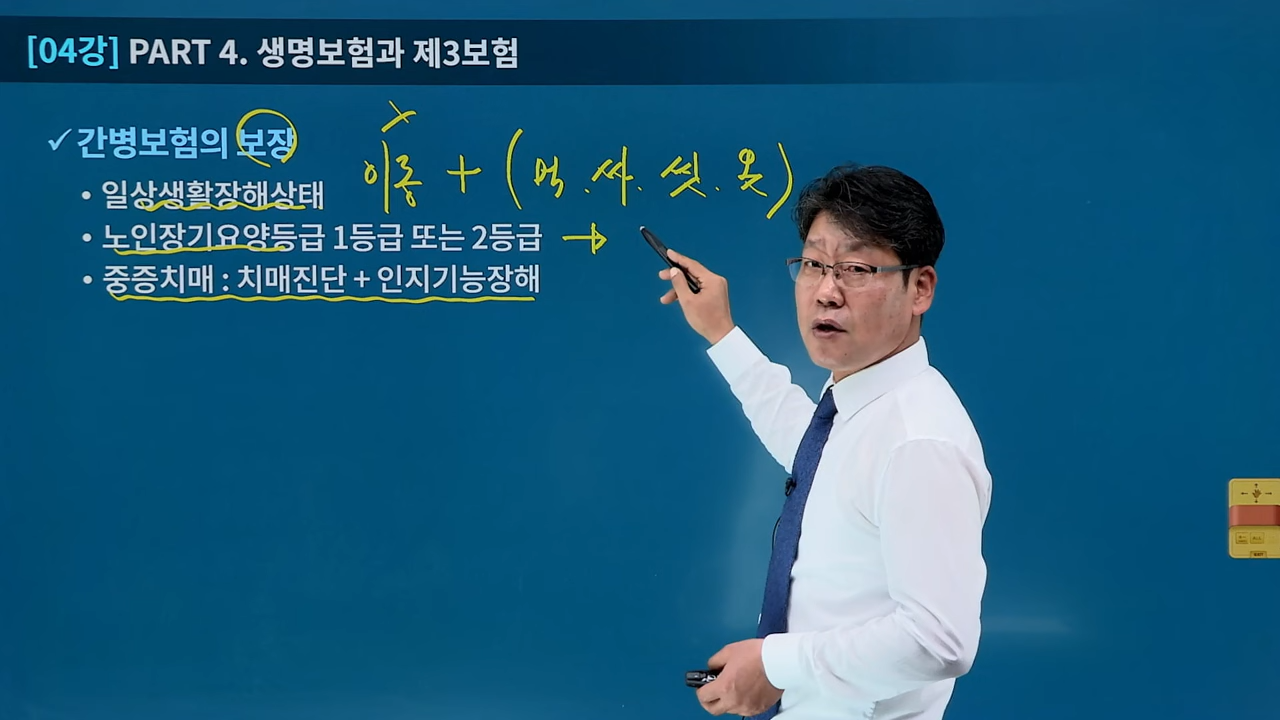 [04강] PART 4. 생명보험과 제3보험
✓간병보험의 보장
이동 + (먹.싸.씻.옷)
• 일상생활장해상태
• 노인장기요양등급 1등급 또는 2등급 →
• 중증치매 : 치매진단 + 인지기능장해